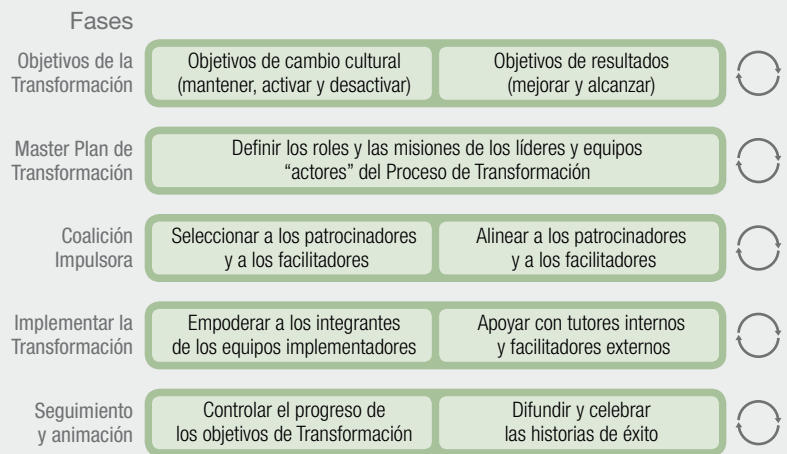 Fases
Objetivos de la
Transformación
Objetivos de cambio cultural
(mantener, activar y desactivar)
Objetivos de resultados
(mejorar y alcanzar)
Master Plan de
Transformación
Definir los roles y las misiones de los líderes y equipos
“actores” del Proceso de Transformación
Coalición
Impulsora
Seleccionar a los patrocinadores
y a los facilitadores
Alinear a los patrocinadores
y a los facilitadores
Implementar la
Transformación
Empoderar a los integrantes
de los equipos implementadores
Apoyar con tutores internos
y facilitadores externos
Seguimiento
y animación
Controlar el progreso de
los objetivos de Transformación
Difundir y celebrar
las historias de éxito